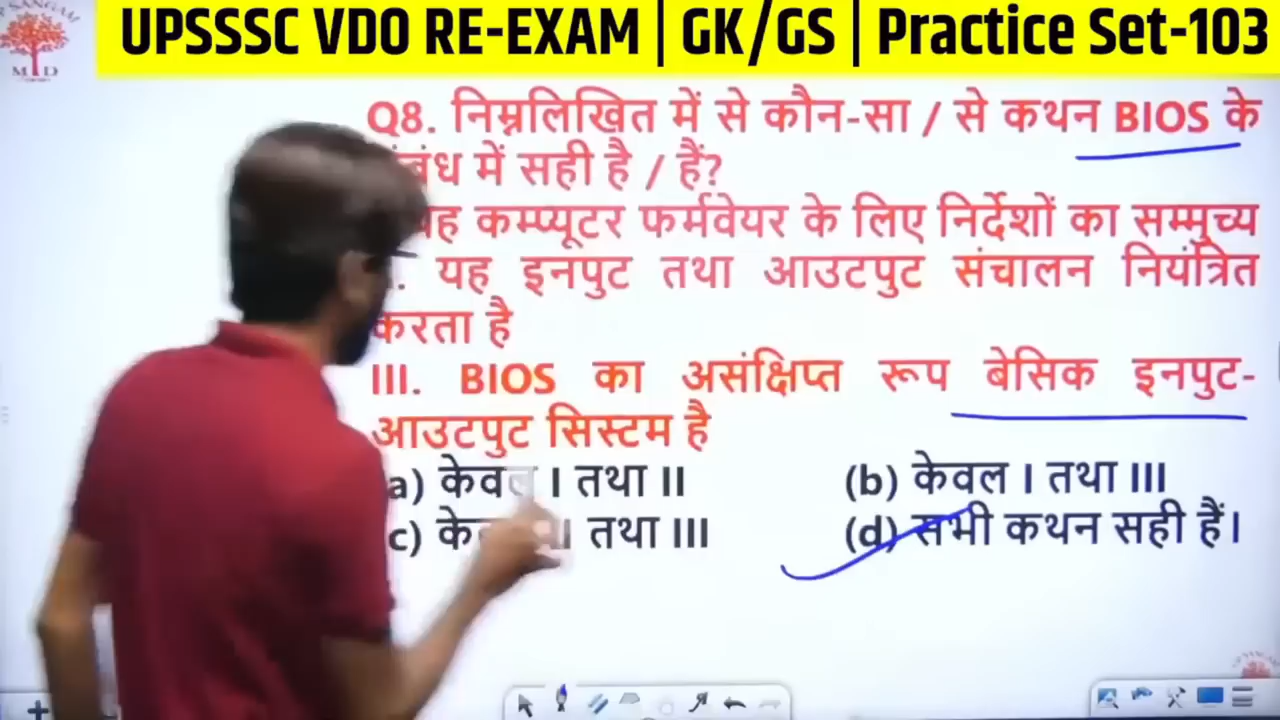 UPSSSC VDO RE-EXAM | GK/GS | Practice Set-103
SANGAM
M D
Q8. निम्नलिखित में से कौन-सा / से कथन BIOS के
में सही है / हैं?
कम्प्यूटर फर्मवेयर के लिए निर्देशों का सम्मुच्य
यह इनपुट तथा आउटपुट संचालन नियंत्रित
करता है
III. BIOS का असंक्षिप्त रूप बेसिक इनपुट-
आउटपुट सिस्टम है
a) केवल I तथा II
(b) केवल I तथा III
c) तथा III
(d) सभी कथन सही हैं।